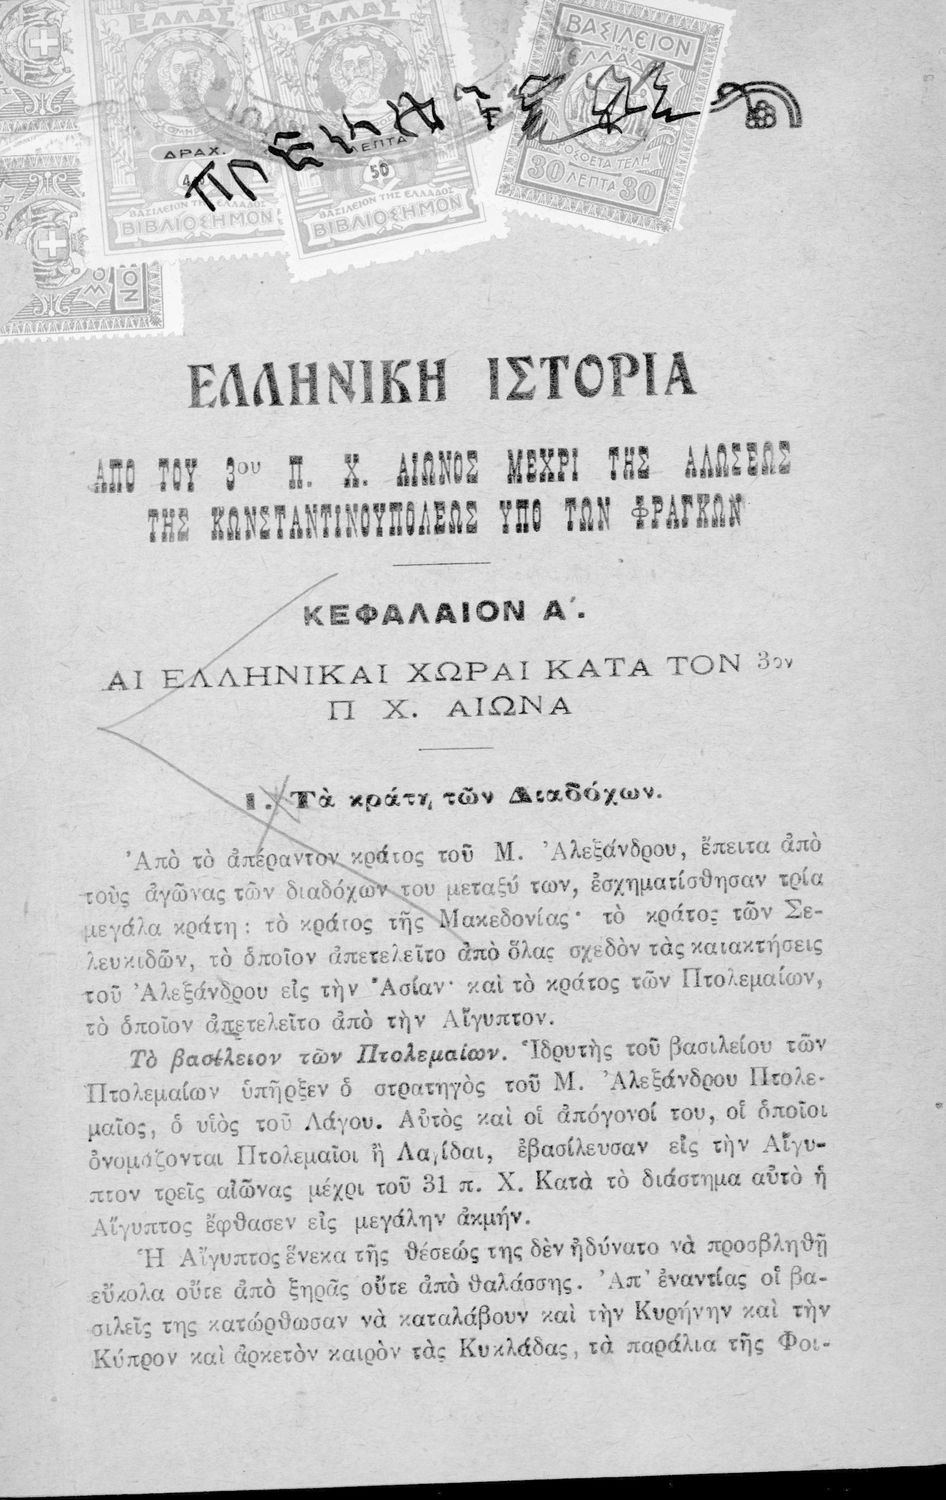 ΕΛΛΑΣ
ΕΛΛΑΣ
ΒΑΣΙΛΕΙΟΝ
ΤΗΣ
ΕΛΛΑΔΟΣ
ΔΡΑΧ.
ΛΕΠΤΑ
50
ΒΑΣΙΛΕΙΟΝ ΤΗΣ ΕΛΛΑΔΟΣ
ΒΙΒΛΙΟΣΗΜΟΝ
ΒΑΣΙΛΕΙΟΝ ΤΗΣ ΕΛΛΑΔΟΣ
ΒΙΒΛΙΟΣΗΜΟΝ
ΤΕΛΗ
30 ΛΕΠΤΑ 30
ΕΛΛΗΝΙΚΗ ΙΣΤΟΡΙΑ
ΑΠΟ ΤΟΥ 3ου Π. Χ. ΑΙΩΝΟΣ ΜΕΧΡΙ ΤΗΣ ΑΛΩΣΕΩΣ
ΤΗΣ ΚΩΝΣΤΑΝΤΙΝΟΥΠΟΛΕΩΣ ΥΠΟ ΤΩΝ ΦΡΑΓΚΩΝ
ΚΕΦΑΛΑΙΟΝ Α΄.
ΑΙ ΕΛΛΗΝΙΚΑΙ ΧΩΡΑΙ ΚΑΤΑ ΤΟΝ 3ον
Π Χ. ΑΙΩΝΑ
1. Τὰ κράτη τῶν Διαδόχων.
Ἀπὸ τὸ ἀπέραντον κράτος τοῦ Μ. Ἀλεξάνδρου, ἔπειτα ἀπὸ
τοὺς ἀγῶνας τῶν διαδόχων του μεταξύ των, ἐσχηματίσθησαν τρία
μεγάλα κράτη: τὸ κράτος τῆς Μακεδονίας· τὸ κράτος τῶν Σε-
λευκιδῶν, τὸ ὁποῖον ἀπετελεῖτο ἀπὸ ὅλας σχεδὸν τὰς κατακτήσεις
τοῦ Ἀλεξάνδρου εἰς τὴν Ἀσίαν· καὶ τὸ κράτος τῶν Πτολεμαίων,
τὸ ὁποῖον ἀπετελεῖτο ἀπὸ τὴν Αἴγυπτον.
Τὸ βασίλειον τῶν Πτολεμαίων. Ἱδρυτὴς τοῦ βασιλείου τῶν
Πτολεμαίων ὑπῆρξεν ὁ στρατηγὸς τοῦ Μ. Ἀλεξάνδρου Πτολε-
μαῖος, ὁ υἱὸς τοῦ Λάγου. Αὐτὸς καὶ οἱ ἀπόγονοί του, οἱ ὁποῖοι
ὀνομάζονται Πτολεμαῖοι ἢ Λαγίδαι, ἐβασίλευσαν εἰς τὴν Αἴγυ-
πτον τρεῖς αἰῶνας μέχρι τοῦ 31 π. Χ. Κατὰ τὸ διάστημα αὐτὸ ἡ
Αἴγυπτος ἔφθασεν εἰς μεγάλην ἀκμήν.
Ἡ Αἴγυπτος ἕνεκα τῆς θέσεώς της δὲν ἠδύνατο νὰ προσβληθῇ
εὔκολα οὔτε ἀπὸ ξηρᾶς οὔτε ἀπὸ θαλάσσης. Ἀπ' ἐναντίας οἱ βα-
σιλεῖς της κατώρθωσαν νὰ καταλάβουν καὶ τὴν Κυρήνην καὶ τὴν
Κύπρον καὶ ἀρκετὸν καιρὸν τὰς Κυκλάδας, τὰ παράλια τῆς Φοι-